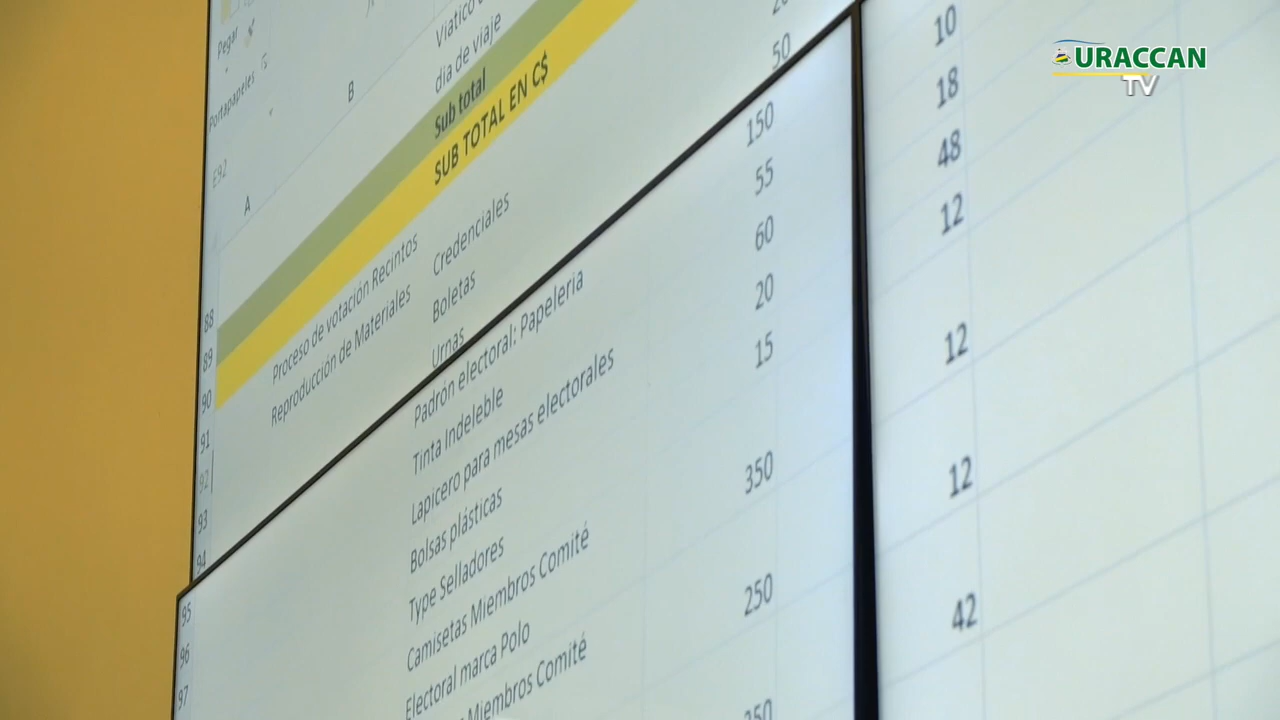 URACCAN
TV
Pegar
Portapapeles
E92
A
B
Viatico
día de viaje
Sub total
SUB TOTAL EN C$
Proceso de votación Recintos
Reproducción de Materiales
Credenciales
Boletas
Urnas
Padrón electoral: Papeleria
Tinta Indeleble
Lapicero para mesas electorales
Bolsas plásticas
Type Selladores
Camisetas Miembros Comité
Electoral marca Polo
Miembros Comité
88
89
90
91
92
93
94
95
96
97
50
150
55
60
20
15
350
250
10
18
48
12
12
12
42